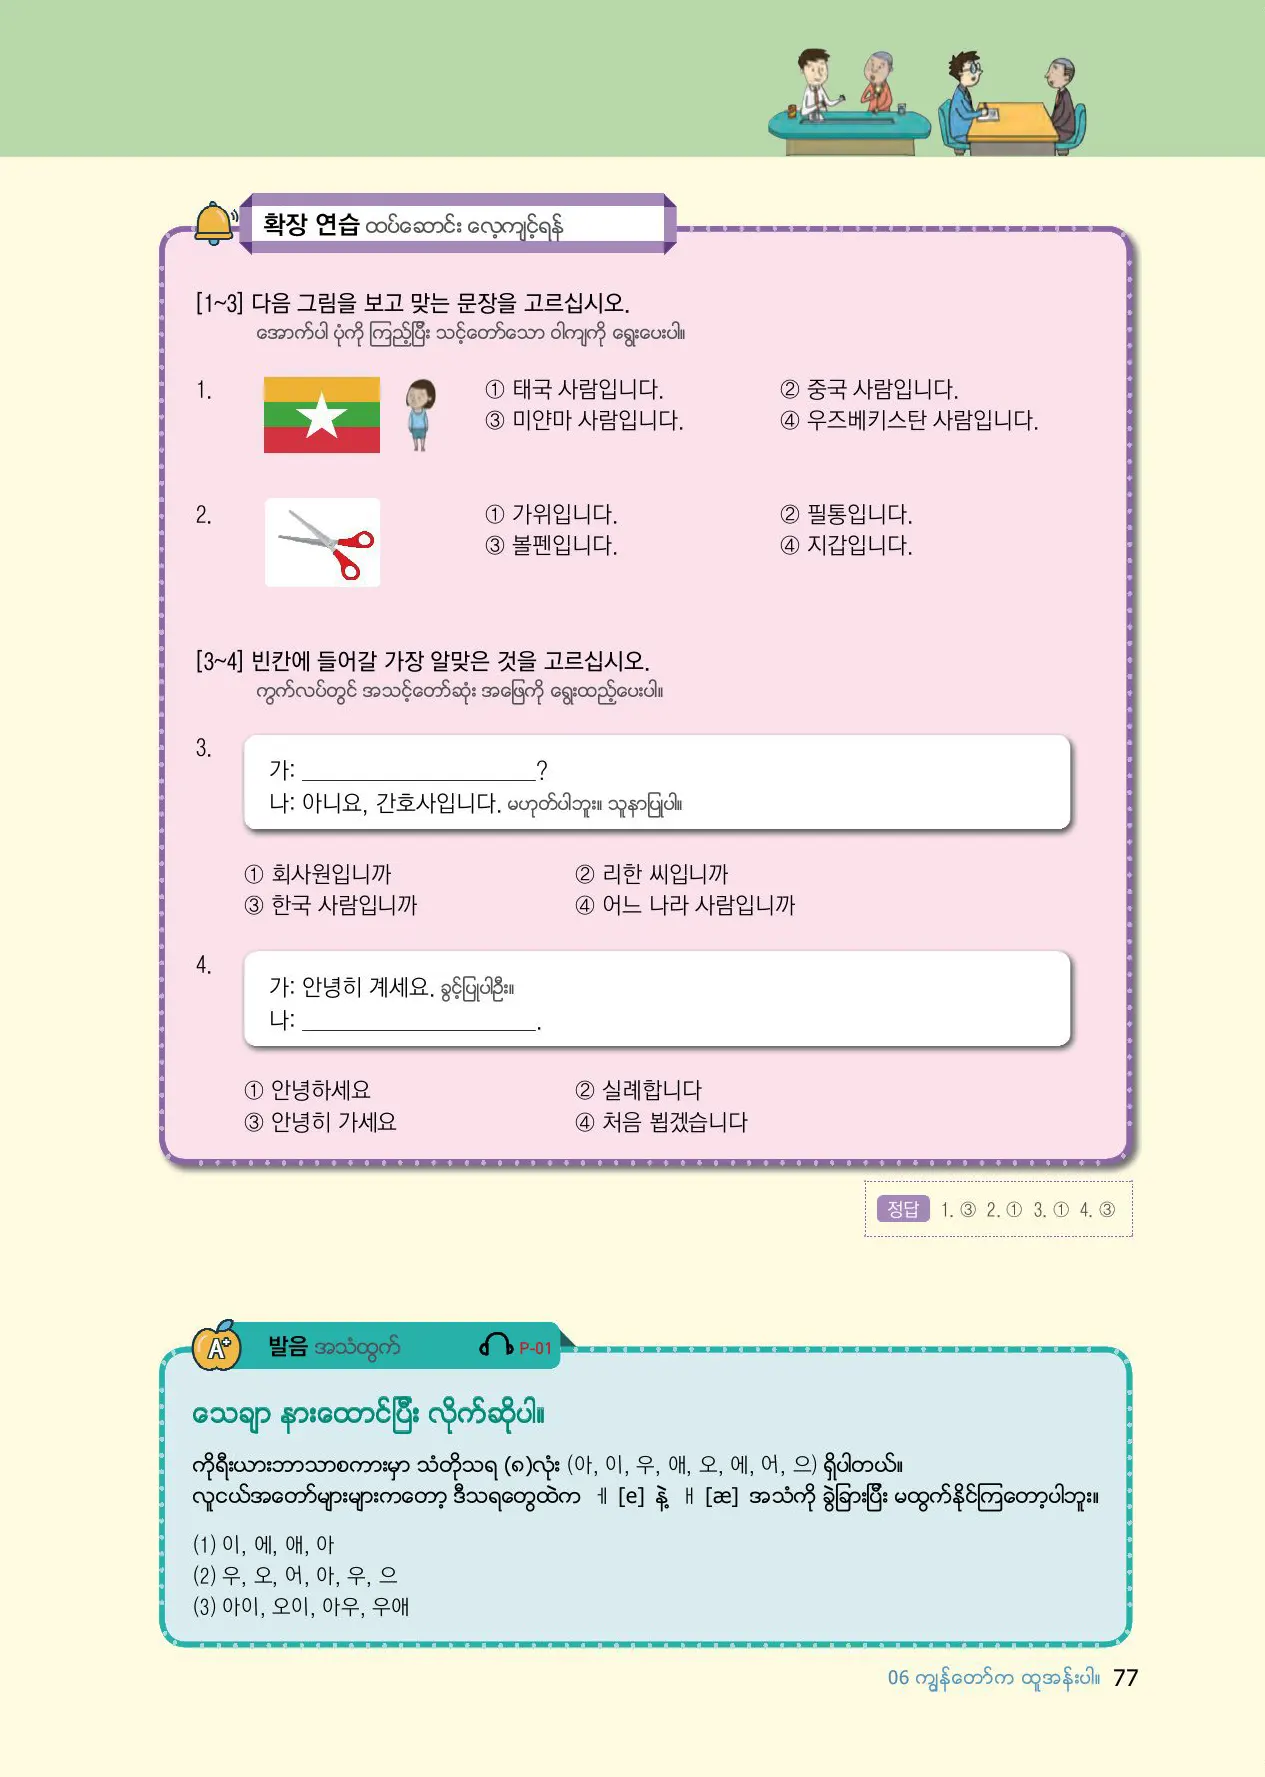 확장 연습 ထပ်ဆောင်း လေ့ကျင့်ရန်
[1~3] 다음 그림을 보고 맞는 문장을 고르십시오.
အောက်ပါ ပုံကို ကြည့်ပြီး သင့်တော်သော ဝါကျကို ရွေးပေးပါ။
1.
① 태국 사람입니다. ② 중국 사람입니다.
③ 미얀마 사람입니다. ④ 우즈베키스탄 사람입니다.
2.
① 가위입니다. ② 필통입니다.
③ 볼펜입니다. ④ 지갑입니다.
[3~4] 빈칸에 들어갈 가장 알맞은 것을 고르십시오.
ကွက်လပ်တွင် အသင့်တော်ဆုံး အဖြေကို ရွေးထည့်ပေးပါ။
3.
가: ____________________?
나: 아니요, 간호사입니다. မဟုတ်ပါဘူး။ သူနာပြုပါ။
① 회사원입니까 ② 리한 씨입니까
③ 한국 사람입니까 ④ 어느 나라 사람입니까
4.
가: 안녕히 계세요. ခွင့်ပြုပါဦး။
나: ____________________.
① 안녕하세요 ② 실례합니다
③ 안녕히 가세요 ④ 처음 뵙겠습니다
정답 1. ③ 2. ① 3. ① 4. ③
A+ 발음 အသံထွက် P-01
သေချာ နားထောင်ပြီး လိုက်ဆိုပါ။
ကိုရီးယားဘာသာစကားမှာ သံတိုသရ (၈)လုံး (아, 이, 우, 애, 오, 에, 어, 으) ရှိပါတယ်။
လူငယ်အတော်များများကတော့ ဒီသရတွေထဲက ㅔ [e] နဲ့ ㅐ [æ] အသံကို ခွဲခြားပြီး မထွက်နိုင်ကြတော့ပါဘူး။
(1) 이, 에, 애, 아
(2) 우, 오, 어, 아, 우, 으
(3) 아이, 오이, 아우, 우애
06 ကျွန်တော်က ထူအန်းပါ။ 77